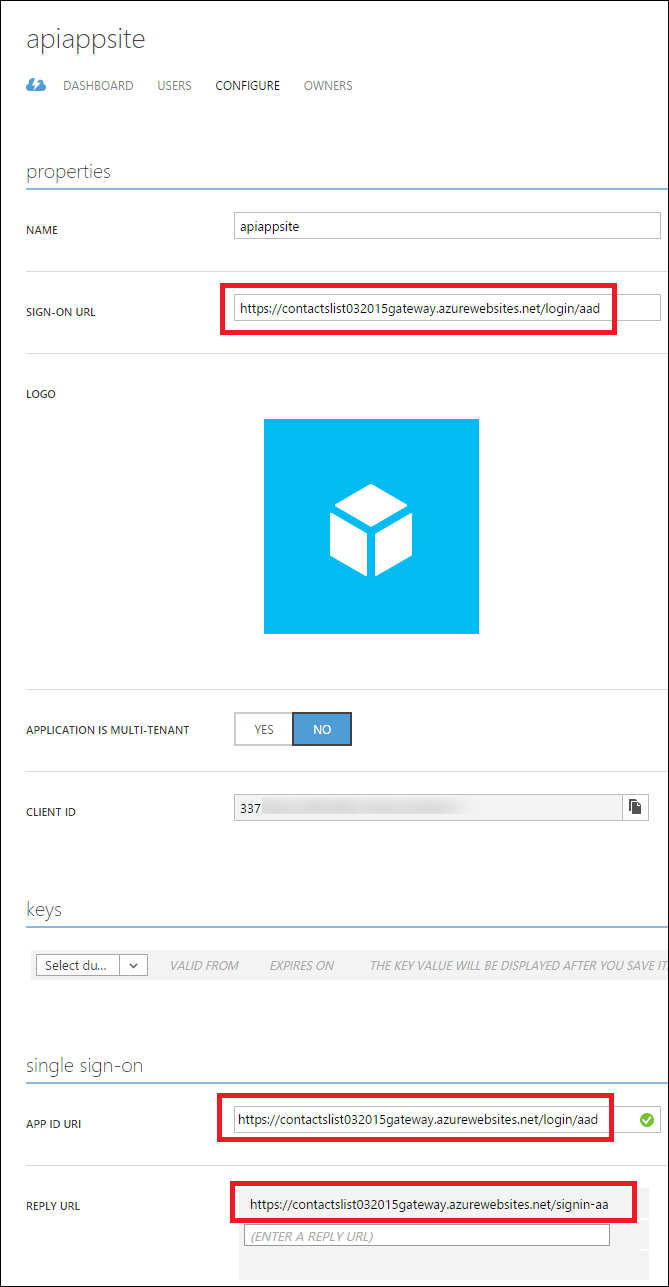 apiappsite
DASHBOARD USERS CONFIGURE OWNERS
properties
NAME apiappsite
SIGN-ON URL https://contactslist032015gateway.azurewebsites.net/login/aad
LOGO
APPLICATION IS MULTI-TENANT YES NO
CLIENT ID 337
keys
Select du... VALID FROM EXPIRES ON THE KEY VALUE WILL BE DISPLAYED AFTER YOU SAVE IT.
single sign-on
APP ID URI https://contactslist032015gateway.azurewebsites.net/login/aad
REPLY URL https://contactslist032015gateway.azurewebsites.net/signin-aa
(ENTER A REPLY URL)